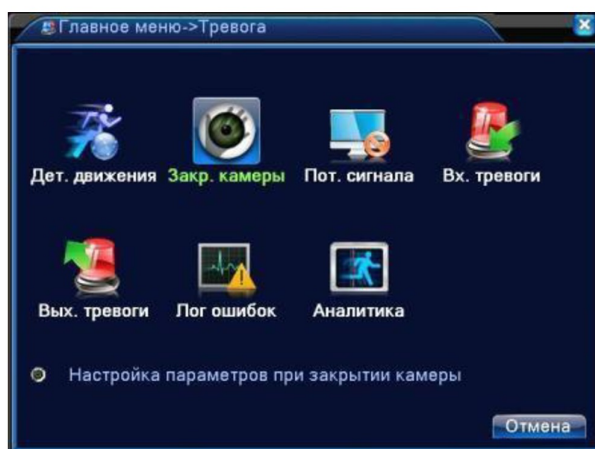 Главное меню->Тревога
Дет. движения Закр. камеры Пот. сигнала Вх. тревоги
Вых. тревоги Лог ошибок Аналитика
Настройка параметров при закрытии камеры
Отмена